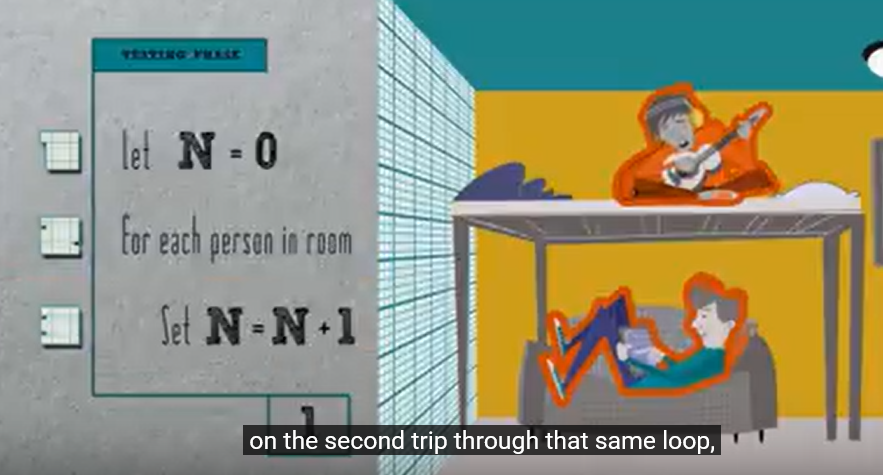 TESTING PHASE
let N = 0
For each person in room
Set N = N + 1
1
on the second trip through that same loop,